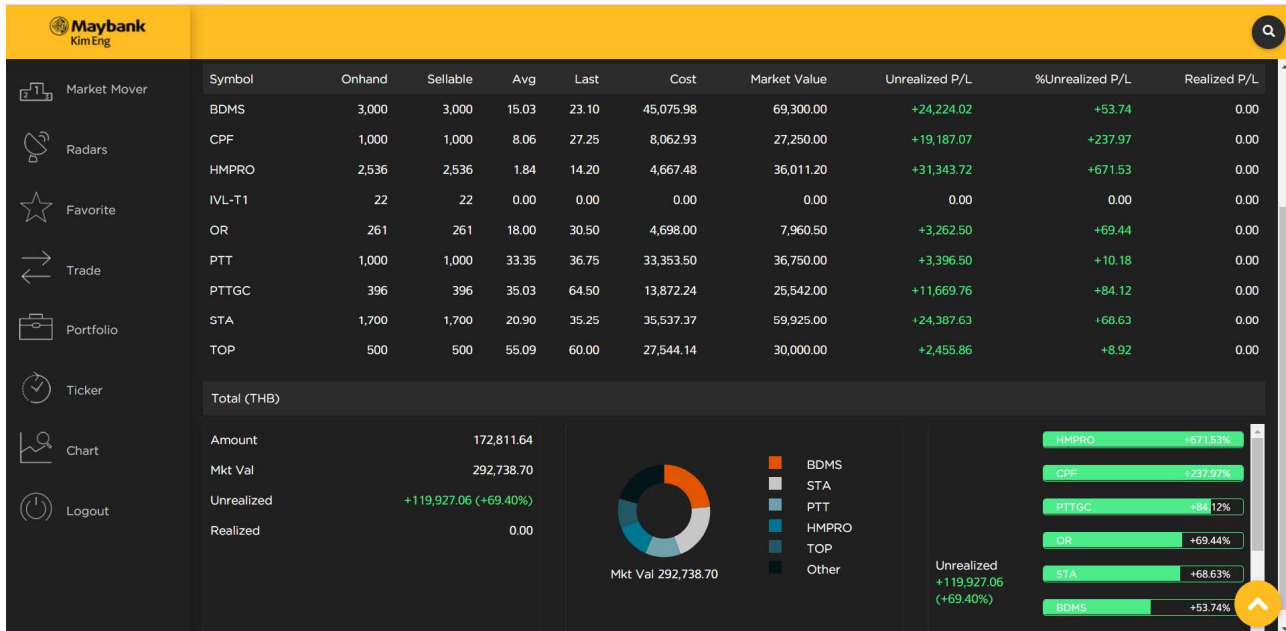 Maybank
Kim Eng
Market Mover
Radars
Favorite
Trade
Portfolio
Ticker
Chart
Logout
Symbol Onhand Sellable Avg Last Cost Market Value Unrealized P/L %Unrealized P/L Realized P/L
BDMS 3,000 3,000 15.03 23.10 45,075.98 69,300.00 +24,224.02 +53.74 0.00
CPF 1,000 1,000 8.06 27.25 8,062.93 27,250.00 +19,187.07 +237.97 0.00
HMPRO 2,536 2,536 1.84 14.20 4,667.48 36,011.20 +31,343.72 +671.53 0.00
IVL-T1 22 22 0.00 0.00 0.00 0.00 0.00 0.00 0.00
OR 261 261 18.00 30.50 4,698.00 7,960.50 +3,262.50 +69.44 0.00
PTT 1,000 1,000 33.35 36.75 33,353.50 36,750.00 +3,396.50 +10.18 0.00
PTTGC 396 396 35.03 64.50 13,872.24 25,542.00 +11,669.76 +84.12 0.00
STA 1,700 1,700 20.90 35.25 35,537.37 59,925.00 +24,387.63 +68.63 0.00
TOP 500 500 55.09 60.00 27,544.14 30,000.00 +2,455.86 +8.92 0.00
Total (THB)
Amount 172,811.64
Mkt Val 292,738.70
Unrealized +119,927.06 (+69.40%)
Realized 0.00
Mkt Val 292,738.70
BDMS
STA
PTT
HMPRO
TOP
Other
Unrealized
+119,927.06
(+69.40%)
HMPRO +671.53%
CPF +237.97%
PTTGC +84.12%
OR +69.44%
STA +68.63%
BDMS +53.74%